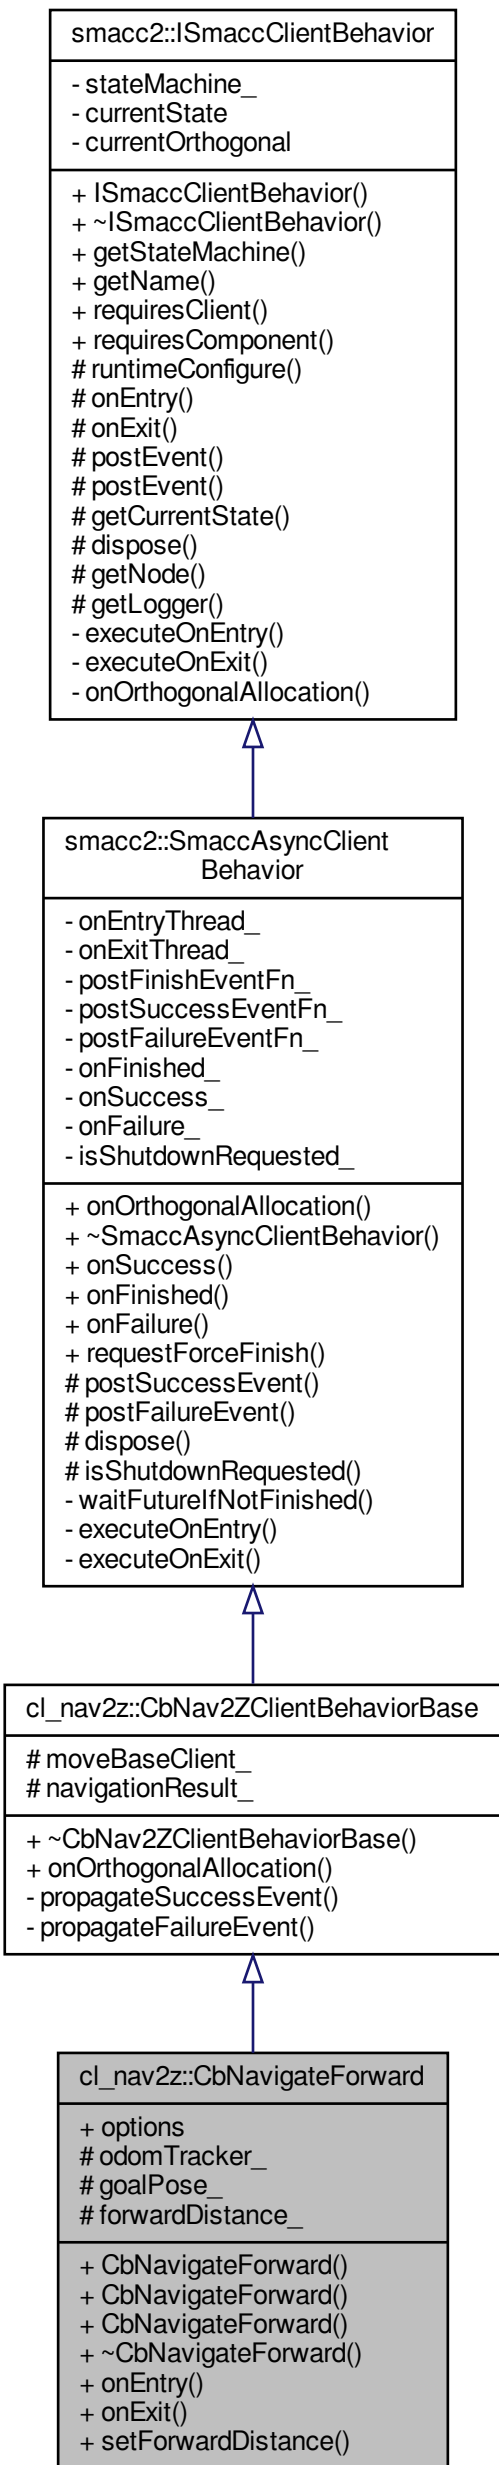 smacc2::ISmaccClientBehavior
- stateMachine_
- currentState
- currentOrthogonal
+ ISmaccClientBehavior()
+ ~ISmaccClientBehavior()
+ getStateMachine()
+ getName()
+ requiresClient()
+ requiresComponent()
# runtimeConfigure()
# onEntry()
# onExit()
# postEvent()
# postEvent()
# getCurrentState()
# dispose()
# getNode()
# getLogger()
- executeOnEntry()
- executeOnExit()
- onOrthogonalAllocation()
smacc2::SmaccAsyncClient
Behavior
- onEntryThread_
- onExitThread_
- postFinishEventFn_
- postSuccessEventFn_
- postFailureEventFn_
- onFinished_
- onSuccess_
- onFailure_
- isShutdownRequested_
+ onOrthogonalAllocation()
+ ~SmaccAsyncClientBehavior()
+ onSuccess()
+ onFinished()
+ onFailure()
+ requestForceFinish()
# postSuccessEvent()
# postFailureEvent()
# dispose()
# isShutdownRequested()
- waitFutureIfNotFinished()
- executeOnEntry()
- executeOnExit()
cl_nav2z::CbNav2ZClientBehaviorBase
# moveBaseClient_
# navigationResult_
+ ~CbNav2ZClientBehaviorBase()
+ onOrthogonalAllocation()
- propagateSuccessEvent()
- propagateFailureEvent()
cl_nav2z::CbNavigateForward
+ options
# odomTracker_
# goalPose_
# forwardDistance_
+ CbNavigateForward()
+ CbNavigateForward()
+ CbNavigateForward()
+ ~CbNavigateForward()
+ onEntry()
+ onExit()
+ setForwardDistance()